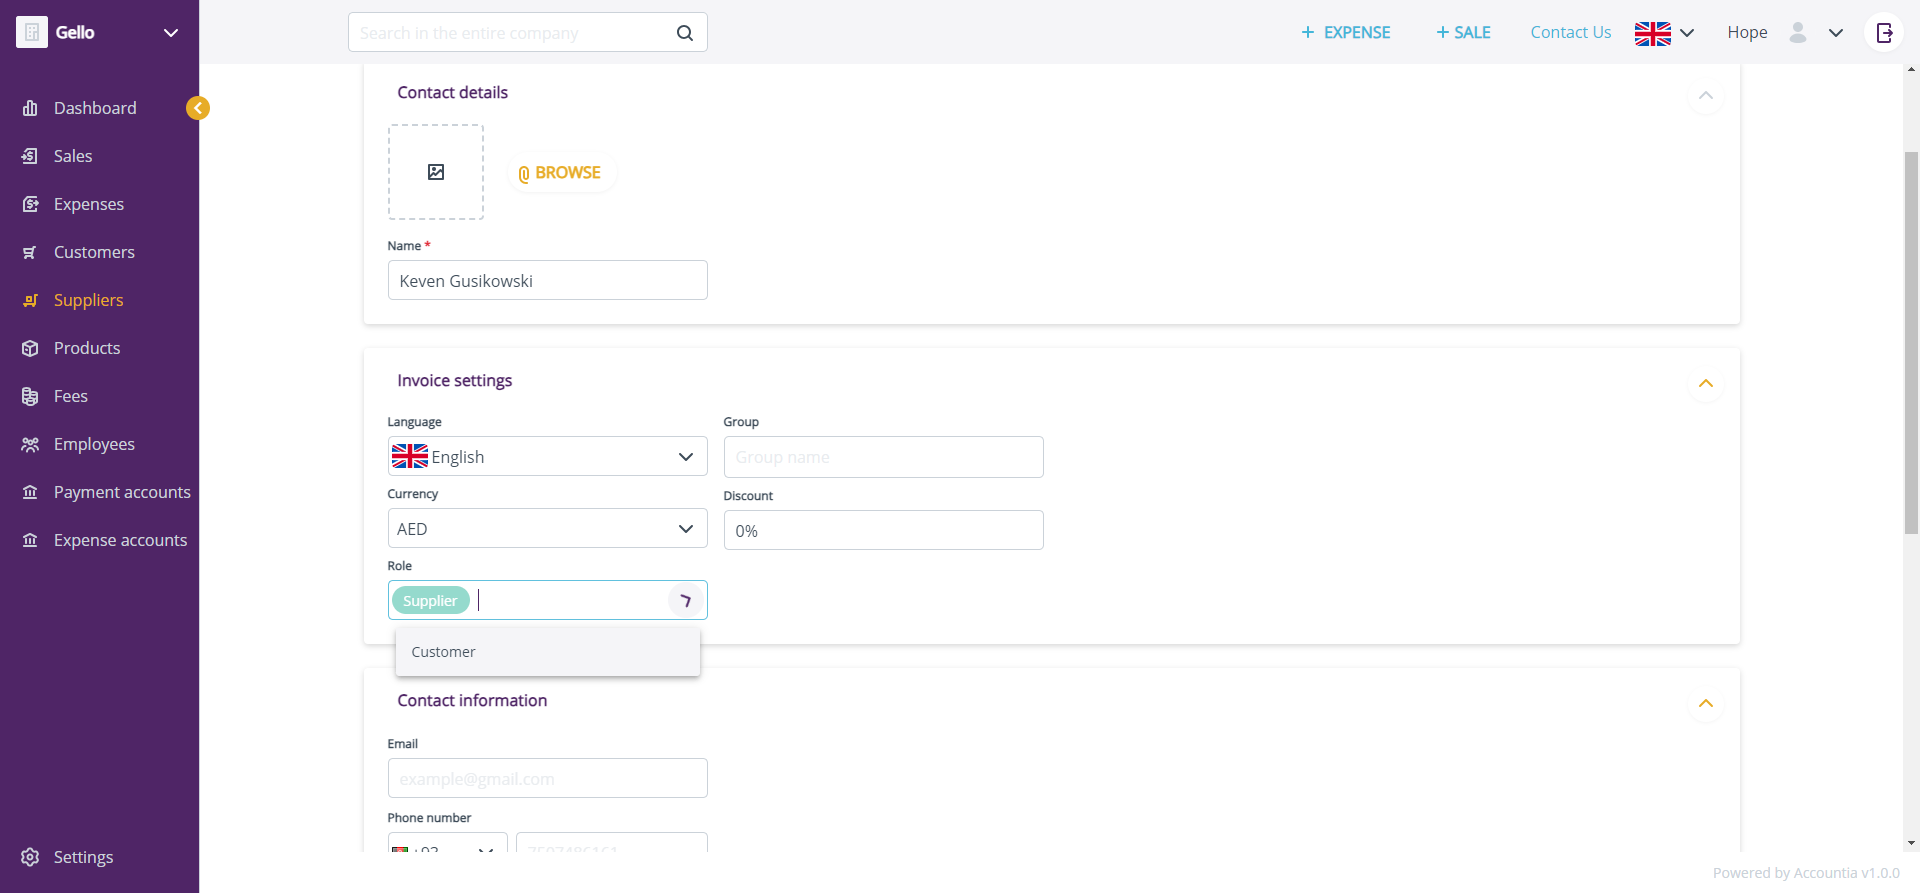 Gello
Search in the entire company
+ EXPENSE
+ SALE
Contact Us
Hope
Dashboard
Sales
Expenses
Customers
Suppliers
Products
Fees
Employees
Payment accounts
Expense accounts
Settings
Contact details
BROWSE
Name *
Keven Gusikowski
Invoice settings
Language
Group
English
Group name
Currency
Discount
AED
0%
Role
Supplier
Customer
Contact information
Email
example@gmail.com
Phone number
+93
7507486161
Powered by Accountia v1.0.0